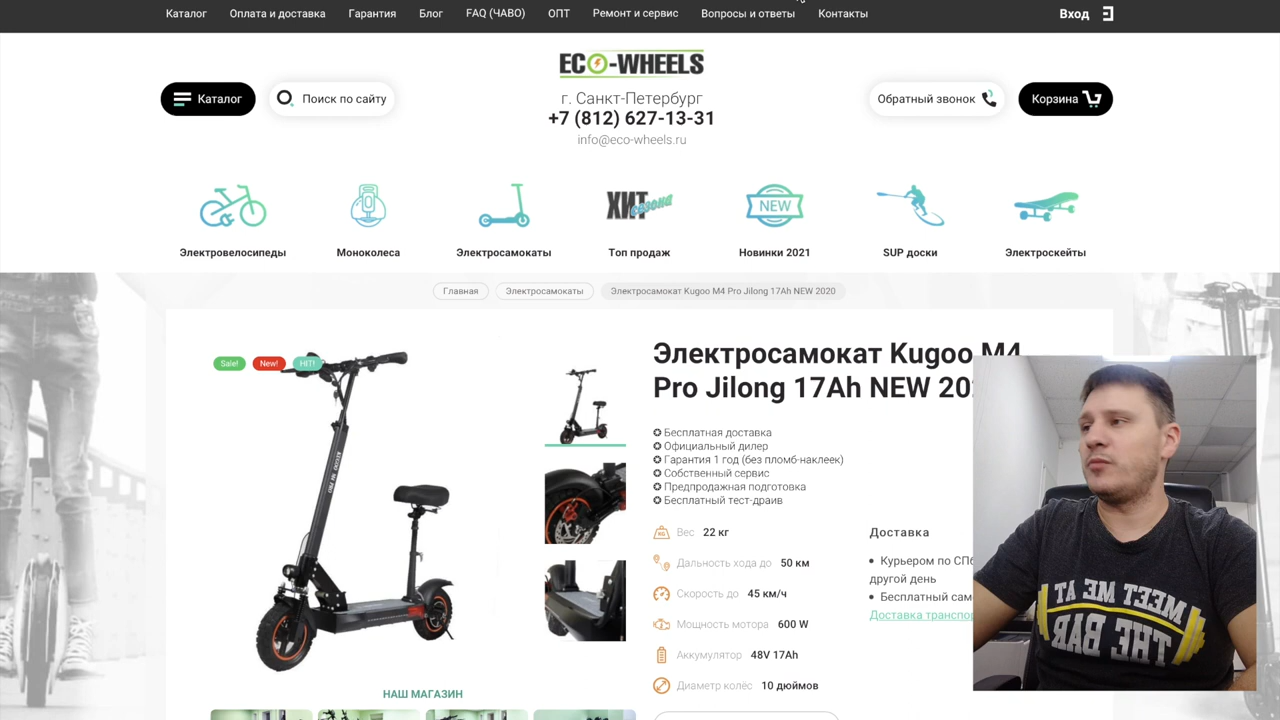 Каталог Оплата и доставка Гарантия Блог FAQ (ЧАВО) ОПТ Ремонт и сервис Вопросы и ответы Контакты Вход
ECO-WHEELS
Каталог Поиск по сайту
г. Санкт-Петербург
+7 (812) 627-13-31
info@eco-wheels.ru
Обратный звонок Корзина
ХИТ сезона
NEW
Электровелосипеды Моноколеса Электросамокаты Топ продаж Новинки 2021 SUP доски Электроскейты
Главная Электросамокаты Электросамокат Kugoo M4 Pro Jilong 17Ah NEW 2020
Sale! New! HIT!
Электросамокат Kugoo M4
Pro Jilong 17Ah NEW 20
Бесплатная доставка
Официальный дилер
Гарантия 1 год (без пломб-наклеек)
Собственный сервис
Предпродажная подготовка
Бесплатный тест-драив
Вес 22 кг
Дальность хода до 50 км
Скорость до 45 км/ч
Мощность мотора 600 W
Аккумулятор 48V 17Ah
Диаметр колёс 10 дюймов
Доставка
Курьером по СПб
другой день
Бесплатный сам
Доставка транспор
MEET ME AT
THE BAR
НАШ МАГАЗИН